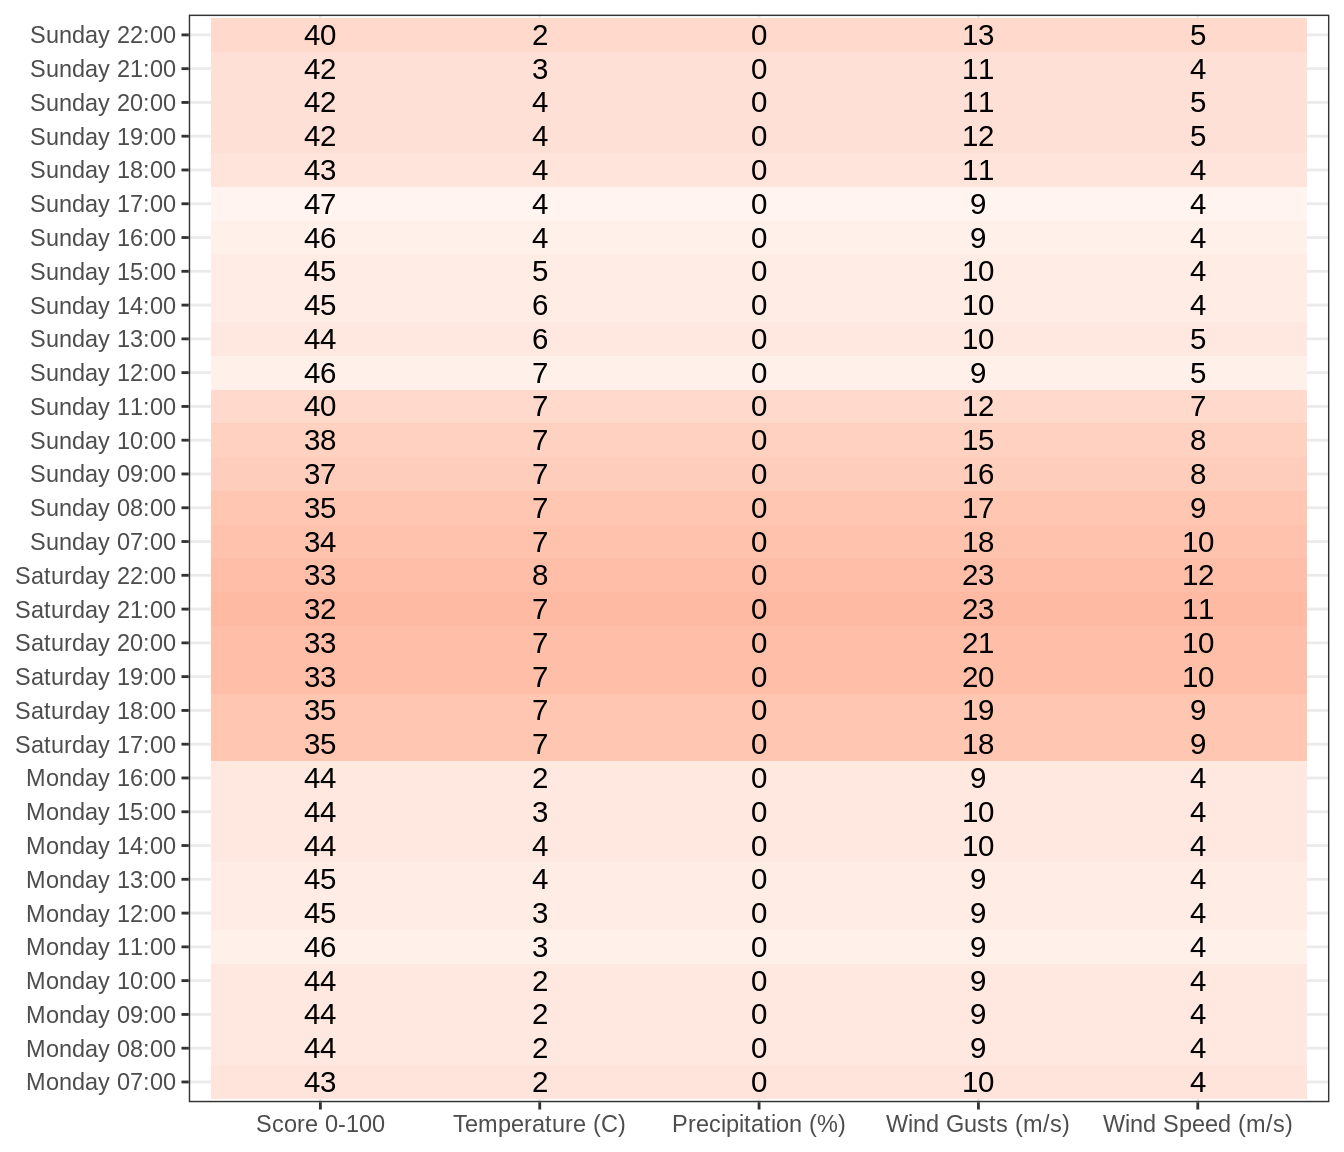 Sunday 22:00 40 2 0 13 5
Sunday 21:00 42 3 0 11 4
Sunday 20:00 42 4 0 11 5
Sunday 19:00 42 4 0 12 5
Sunday 18:00 43 4 0 11 4
Sunday 17:00 47 4 0 9 4
Sunday 16:00 46 4 0 9 4
Sunday 15:00 45 5 0 10 4
Sunday 14:00 45 6 0 10 4
Sunday 13:00 44 6 0 10 5
Sunday 12:00 46 7 0 9 5
Sunday 11:00 40 7 0 12 7
Sunday 10:00 38 7 0 15 8
Sunday 09:00 37 7 0 16 8
Sunday 08:00 35 7 0 17 9
Sunday 07:00 34 7 0 18 10
Saturday 22:00 33 8 0 23 12
Saturday 21:00 32 7 0 23 11
Saturday 20:00 33 7 0 21 10
Saturday 19:00 33 7 0 20 10
Saturday 18:00 35 7 0 19 9
Saturday 17:00 35 7 0 18 9
Monday 16:00 44 2 0 9 4
Monday 15:00 44 3 0 10 4
Monday 14:00 44 4 0 10 4
Monday 13:00 45 4 0 9 4
Monday 12:00 45 3 0 9 4
Monday 11:00 46 3 0 9 4
Monday 10:00 44 2 0 9 4
Monday 09:00 44 2 0 9 4
Monday 08:00 44 2 0 9 4
Monday 07:00 43 2 0 10 4
Score 0-100 Temperature (C) Precipitation (%) Wind Gusts (m/s) Wind Speed (m/s)